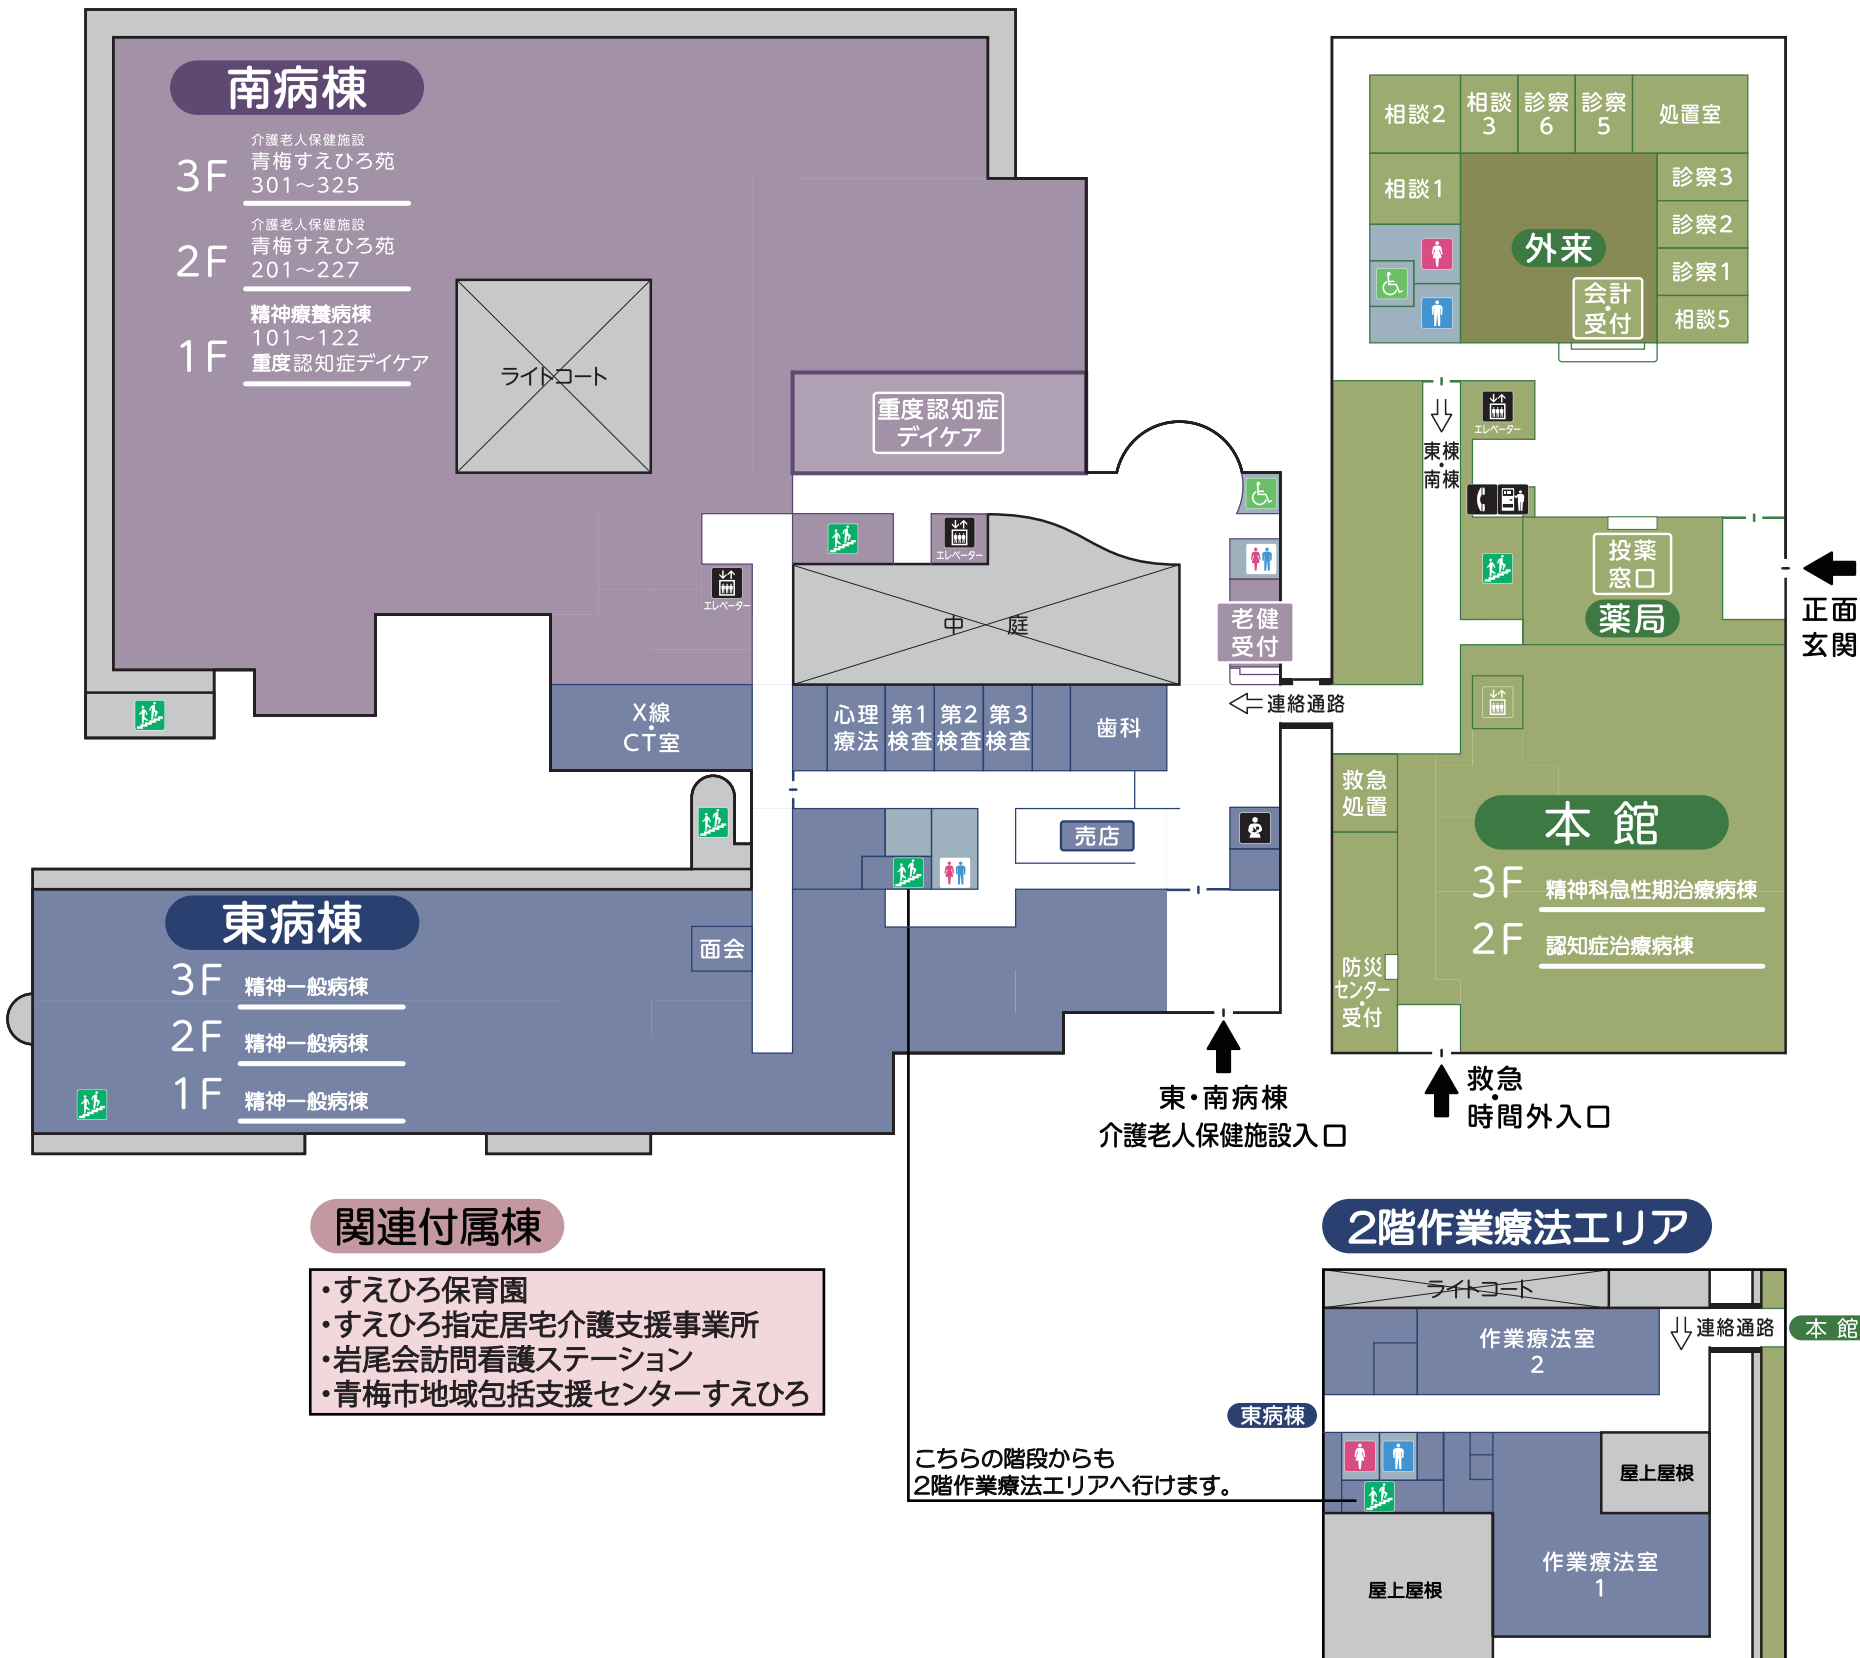 南病棟
3F
介護老人保健施設
青梅すえひろ苑
301～325
2F
介護老人保健施設
青梅すえひろ苑
201～227
1F
精神療養病棟
101～122
重度認知症デイケア
ライトコート
重度認知症
デイケア
エレベーター
エレベーター
中庭
老健
受付
連絡通路
X線
・
CT室
心理
療法
第1
検査
第2
検査
第3
検査
歯科
売店
東病棟
3F 精神一般病棟
2F 精神一般病棟
1F 精神一般病棟
面会
相談2
相談
3
診察
6
診察
5
処置室
相談1
診察3
診察2
診察1
相談5
外来
会計
・
受付
東棟
・
南棟
エレベーター
投薬
窓口
薬局
正面
玄関
救急
処置
本館
3F 精神科急性期治療病棟
2F 認知症治療病棟
防災
センター
・
受付
東・南病棟
介護老人保健施設入口
救急
・
時間外入口
関連付属棟
・すえひろ保育園
・すえひろ指定居宅介護支援事業所
・岩尾会訪問看護ステーション
・青梅市地域包括支援センターすえひろ
2階作業療法エリア
ライトコート
作業療法室
2
連絡通路
本館
東病棟
こちらの階段からも
2階作業療法エリアへ行けます。
屋上屋根
作業療法室
1
屋上屋根